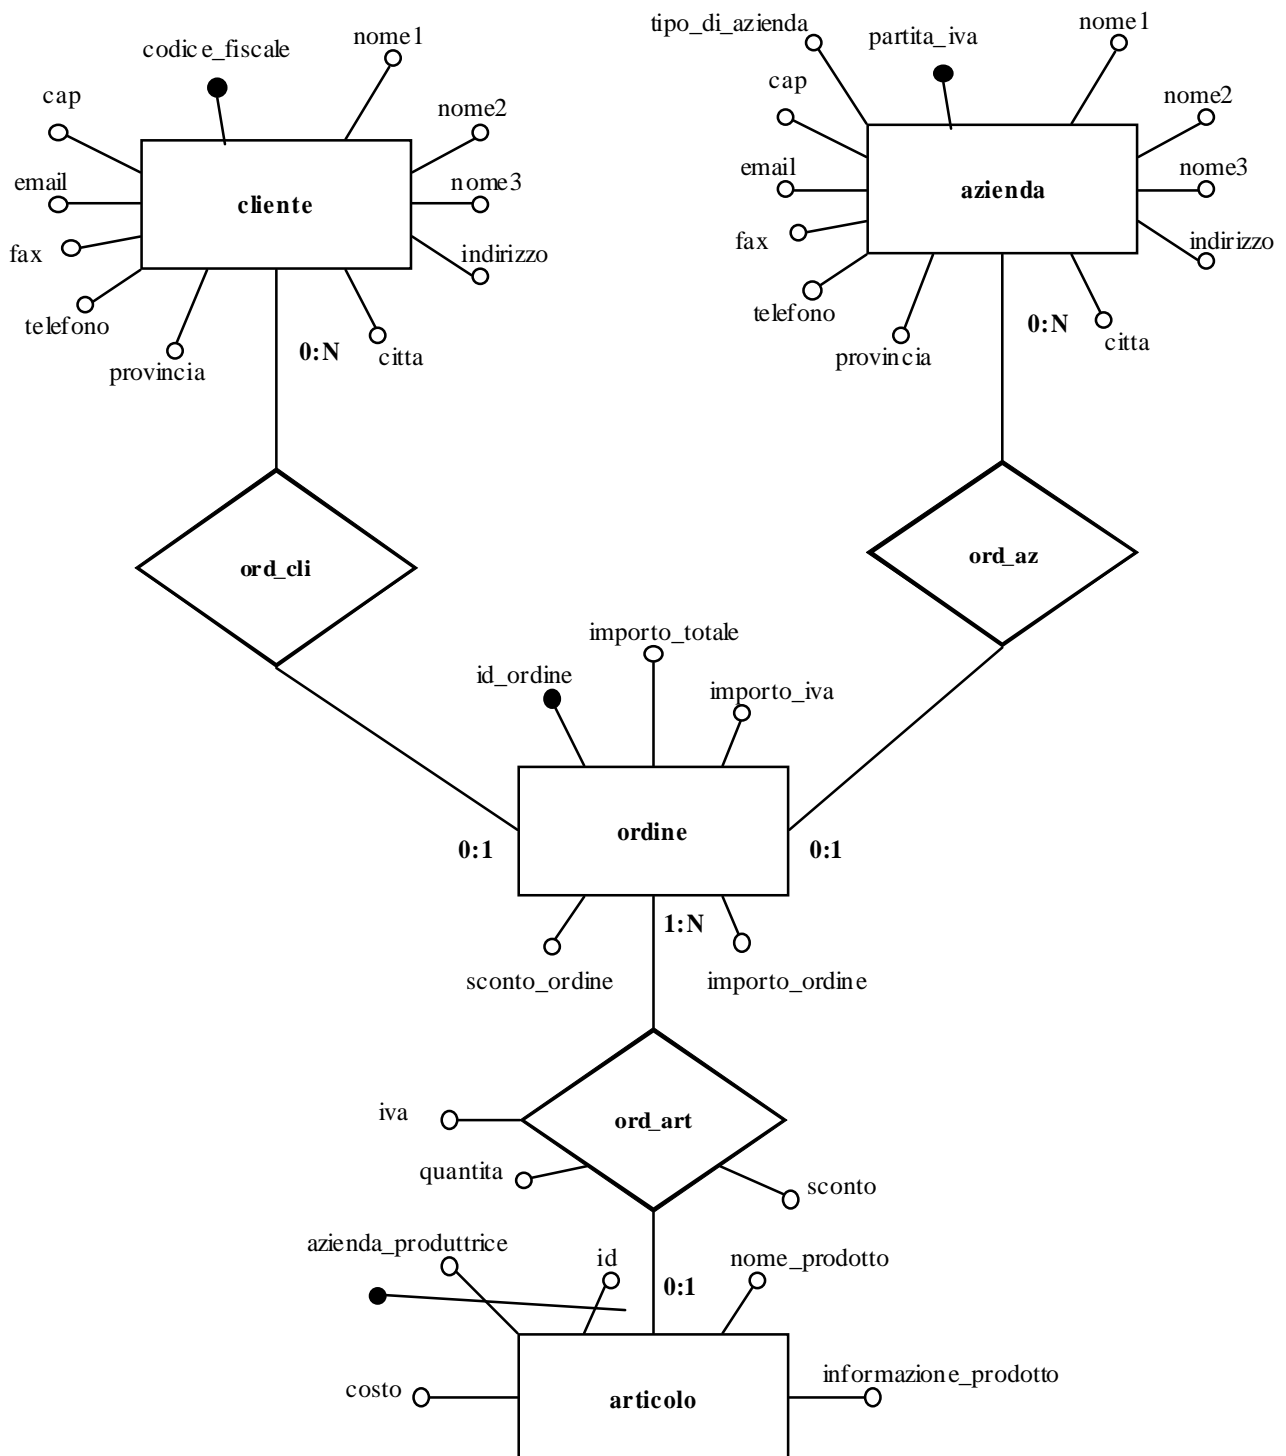 tipo_di_azienda
nome1
nome1
codice_fiscale
partita_iva
cap
cap
nome2
nome2
email
nome3
email
nome3
cliente
azienda
fax
indirizzo
fax
indirizzo
telefono
telefono
0:N
0:N
provincia
citta
provincia
citta
ord_cli
ord_az
importo_totale
id_ordine
importo_iva
ordine
0:1
0:1
1:N
sconto_ordine
importo_ordine
iva
ord_art
quantita
sconto
azienda_produttrice
id
nome_prodotto
0:1
costo
articolo
informazione_prodotto